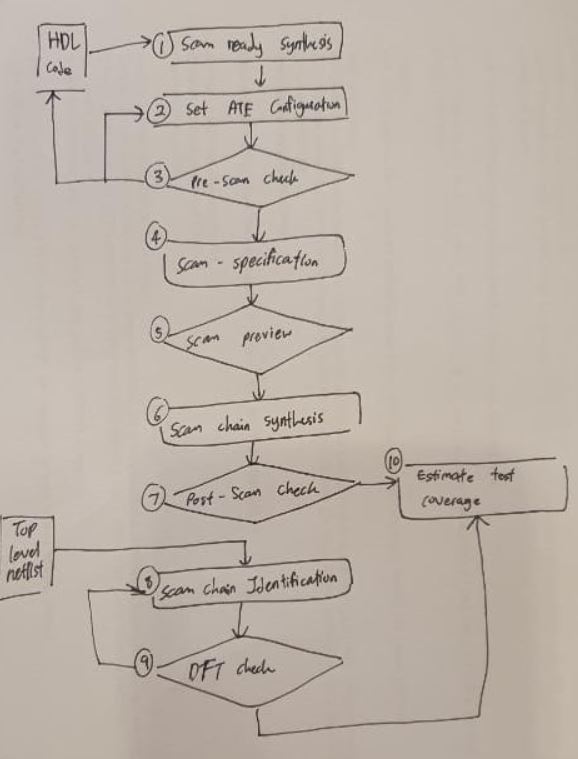 HDL
Code
1 Scan ready synthesis
2 Set ATE Configuration
3 Pre-scan check
4 Scan - specification
5 Scan preview
6 Scan chain synthesis
7 Post-Scan check
10 Estimate test
coverage
Top
level
netlist
8 Scan chain Identification
9 DFT check